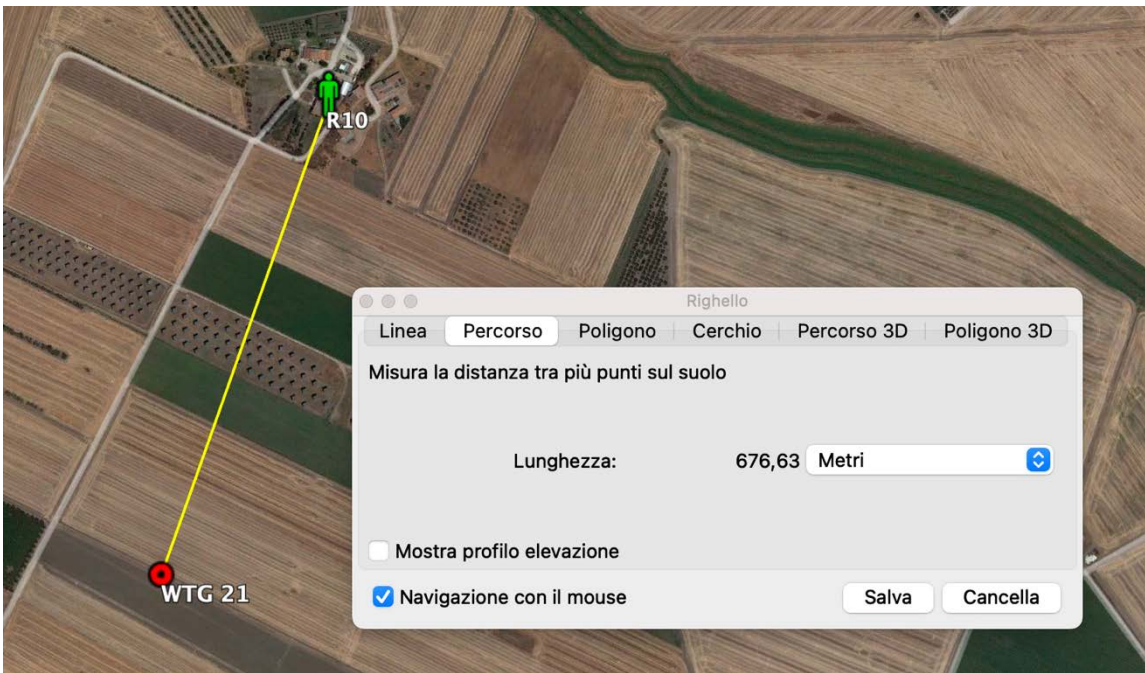 R10
Righello
Linea Percorso Poligono Cerchio Percorso 3D Poligono 3D
Misura la distanza tra più punti sul suolo
Lunghezza: 676,63 Metri
Mostra profilo elevazione
WTG 21
Navigazione con il mouse Salva Cancella